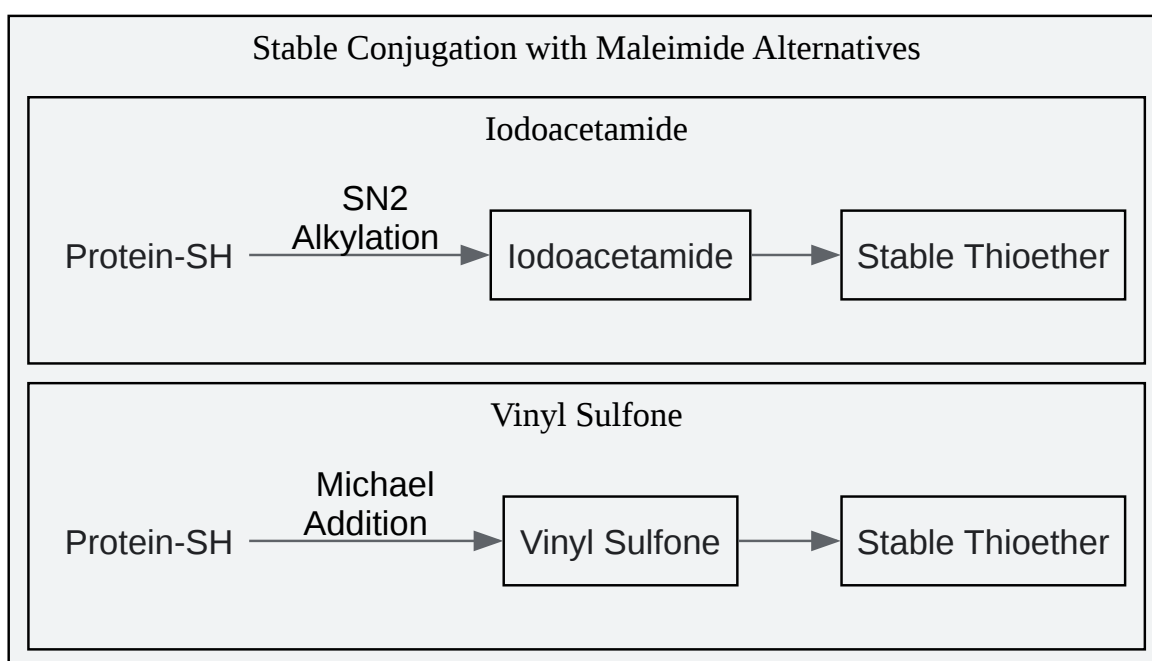 Stable Conjugation with Maleimide Alternatives
Iodoacetamide
SN2
Alkylation
Protein-SH
Iodoacetamide
Stable Thioether
Vinyl Sulfone
Michael
Addition
Protein-SH
Vinyl Sulfone
Stable Thioether